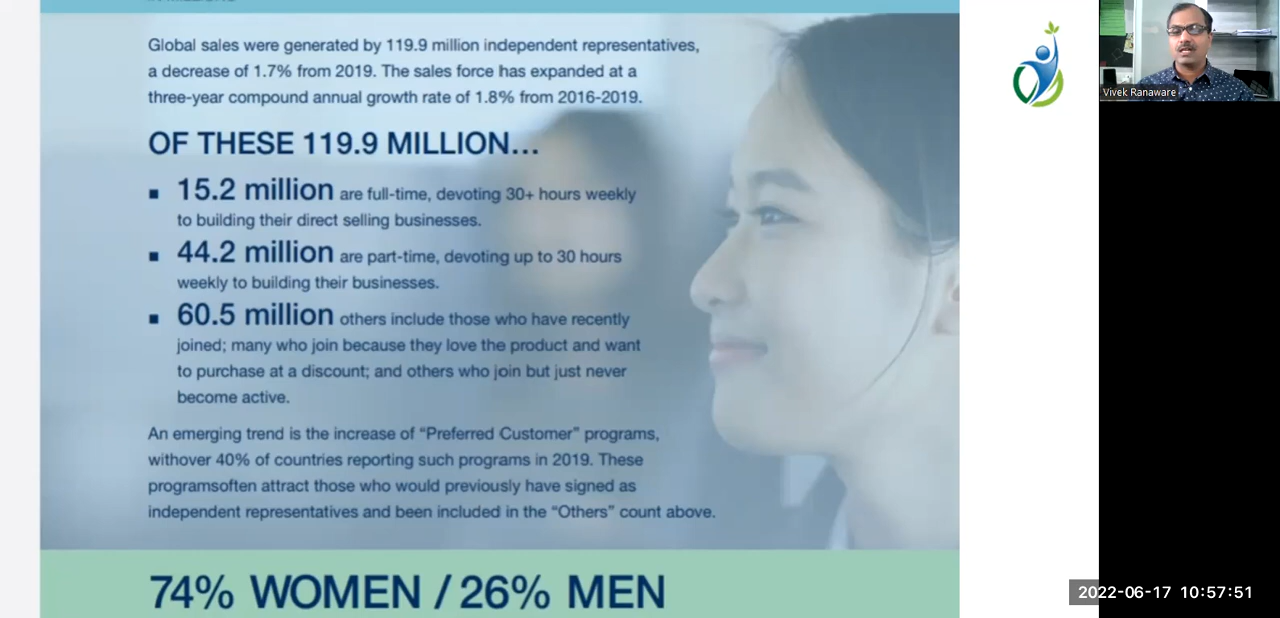 Global sales were generated by 119.9 million independent representatives,
a decrease of 1.7% from 2019. The sales force has expanded at a
three-year compound annual growth rate of 1.8% from 2016-2019.
OF THESE 119.9 MILLION...
▪ 15.2 million are full-time, devoting 30+ hours weekly
to building their direct selling businesses.
▪ 44.2 million are part-time, devoting up to 30 hours
weekly to building their businesses.
▪ 60.5 million others include those who have recently
joined; many who join because they love the product and want
to purchase at a discount; and others who join but just never
become active.
An emerging trend is the increase of “Preferred Customer” programs,
withover 40% of countries reporting such programs in 2019. These
programsoften attract those who would previously have signed as
independent representatives and been included in the “Others” count above.
74% WOMEN / 26% MEN
Vivek Ranaware
2022-06-17 10:57:51